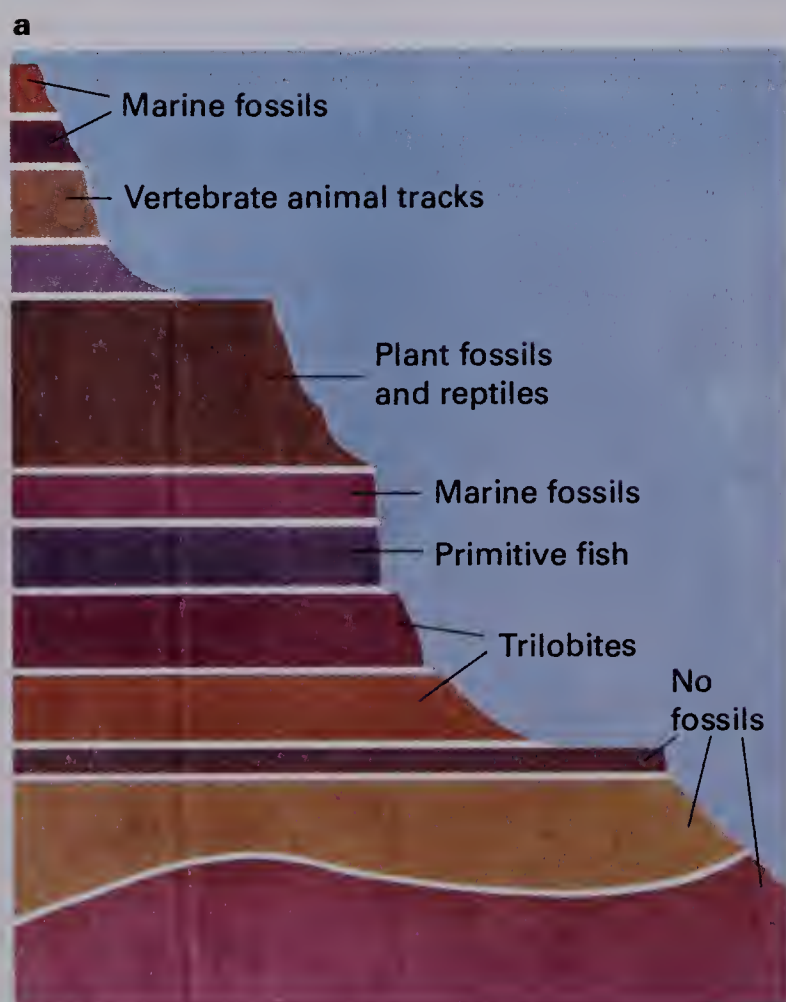 a
Marine fossils
Vertebrate animal tracks
Plant fossils
and reptiles
Marine fossils
Primitive fish
Trilobites
No
fossils